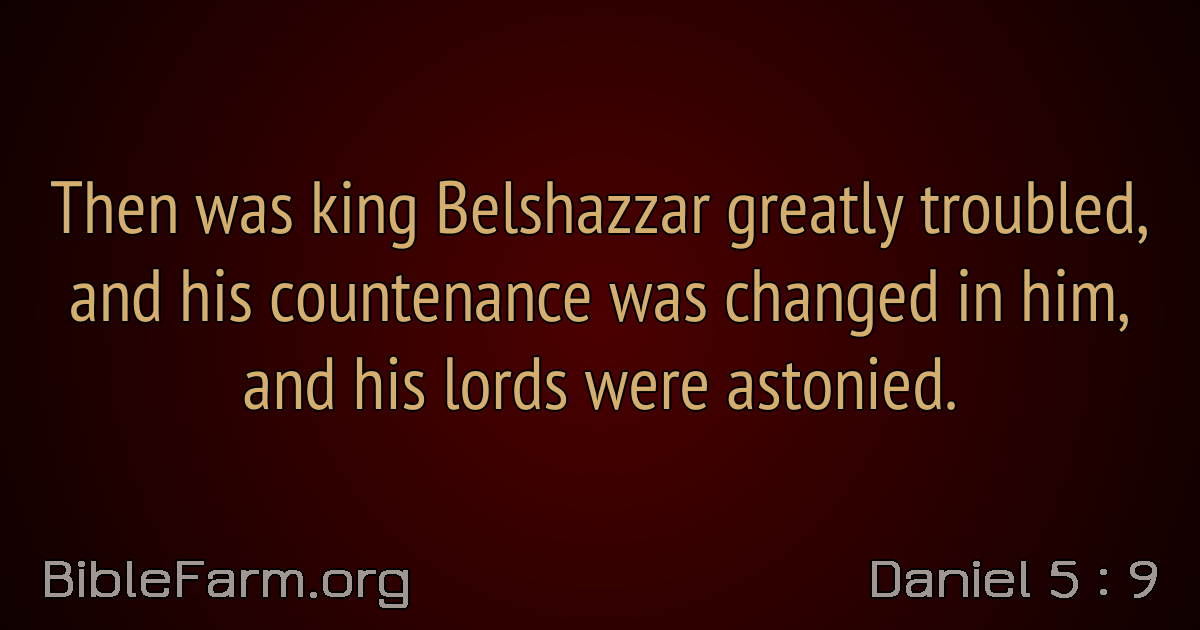 Then was king Belshazzar greatly troubled,
and his countenance was changed in him,
and his lords were astonied.
BibleFarm.org
Daniel 5 : 9